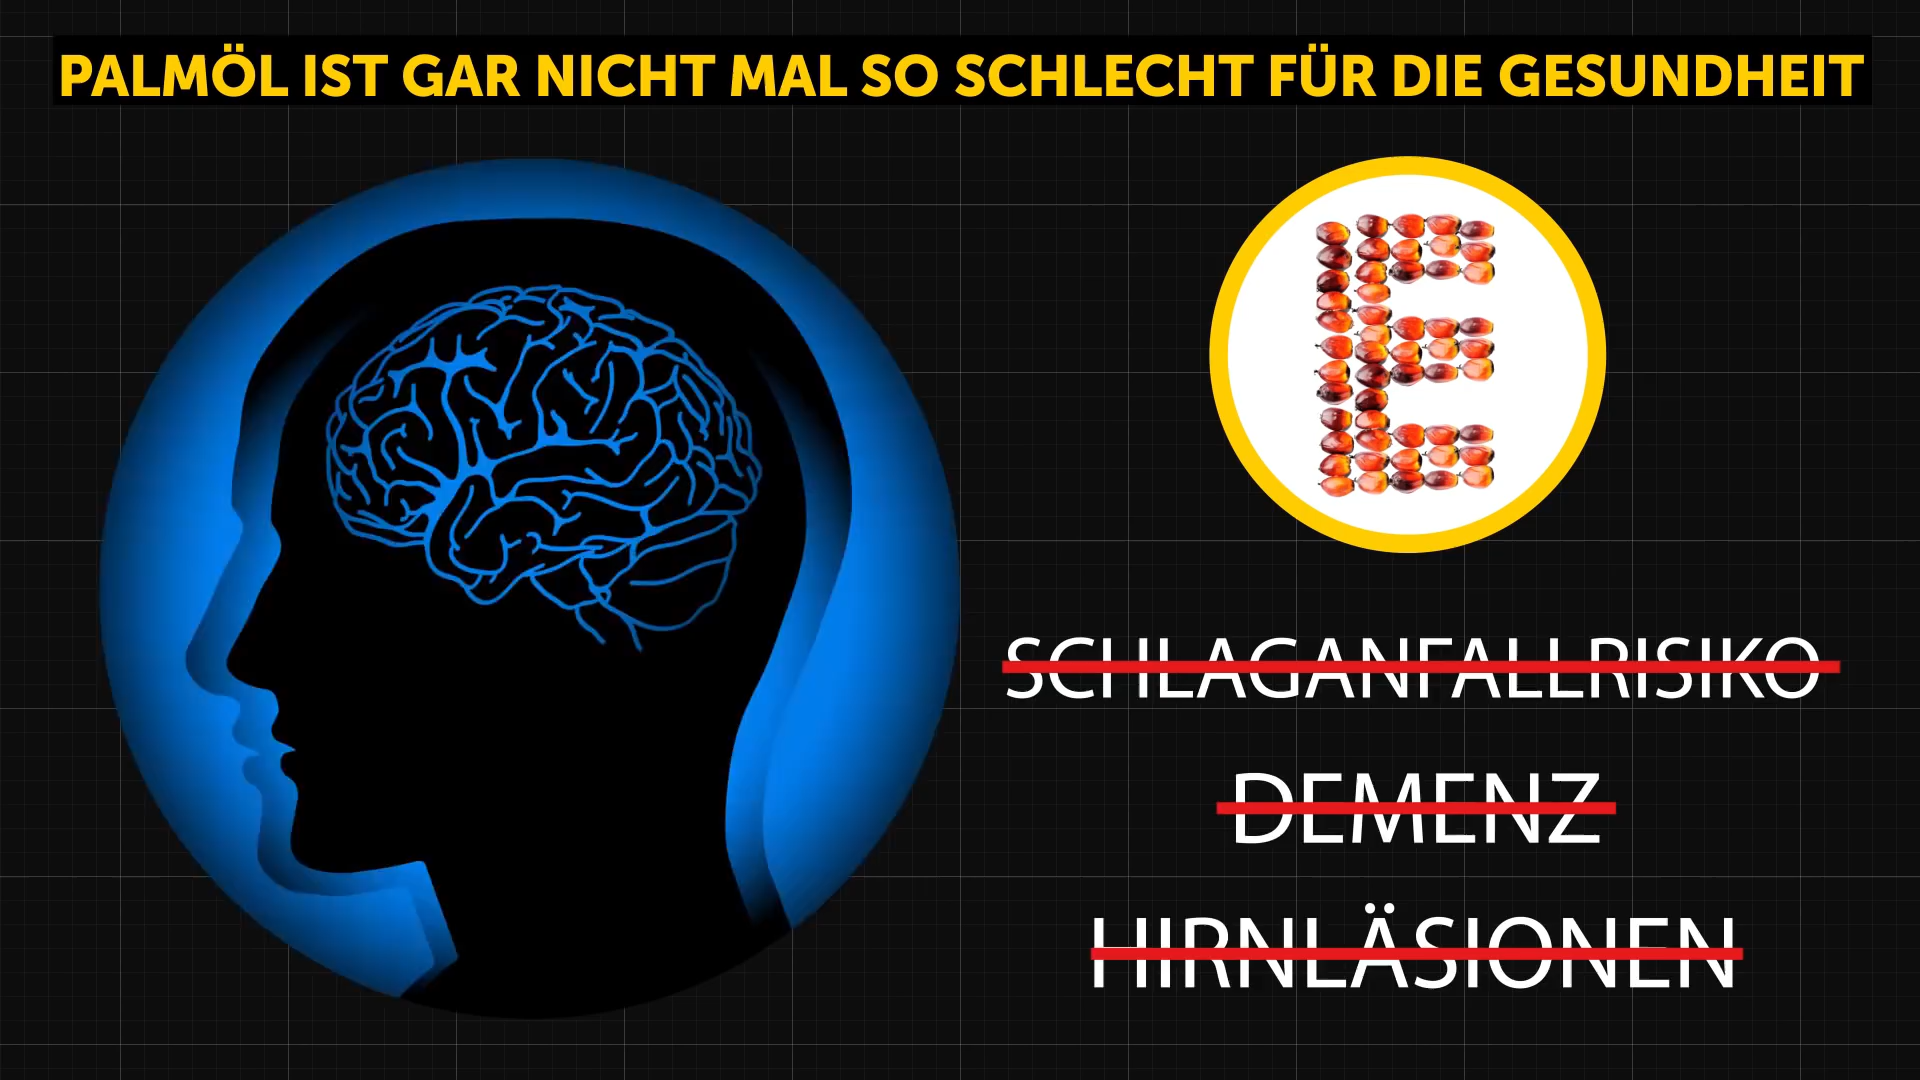 PALMÖL IST GAR NICHT MAL SO SCHLECHT FÜR DIE GESUNDHEIT
E
SCHLAGANFALLRISIKO
DEMENZ
HIRNLÄSIONEN